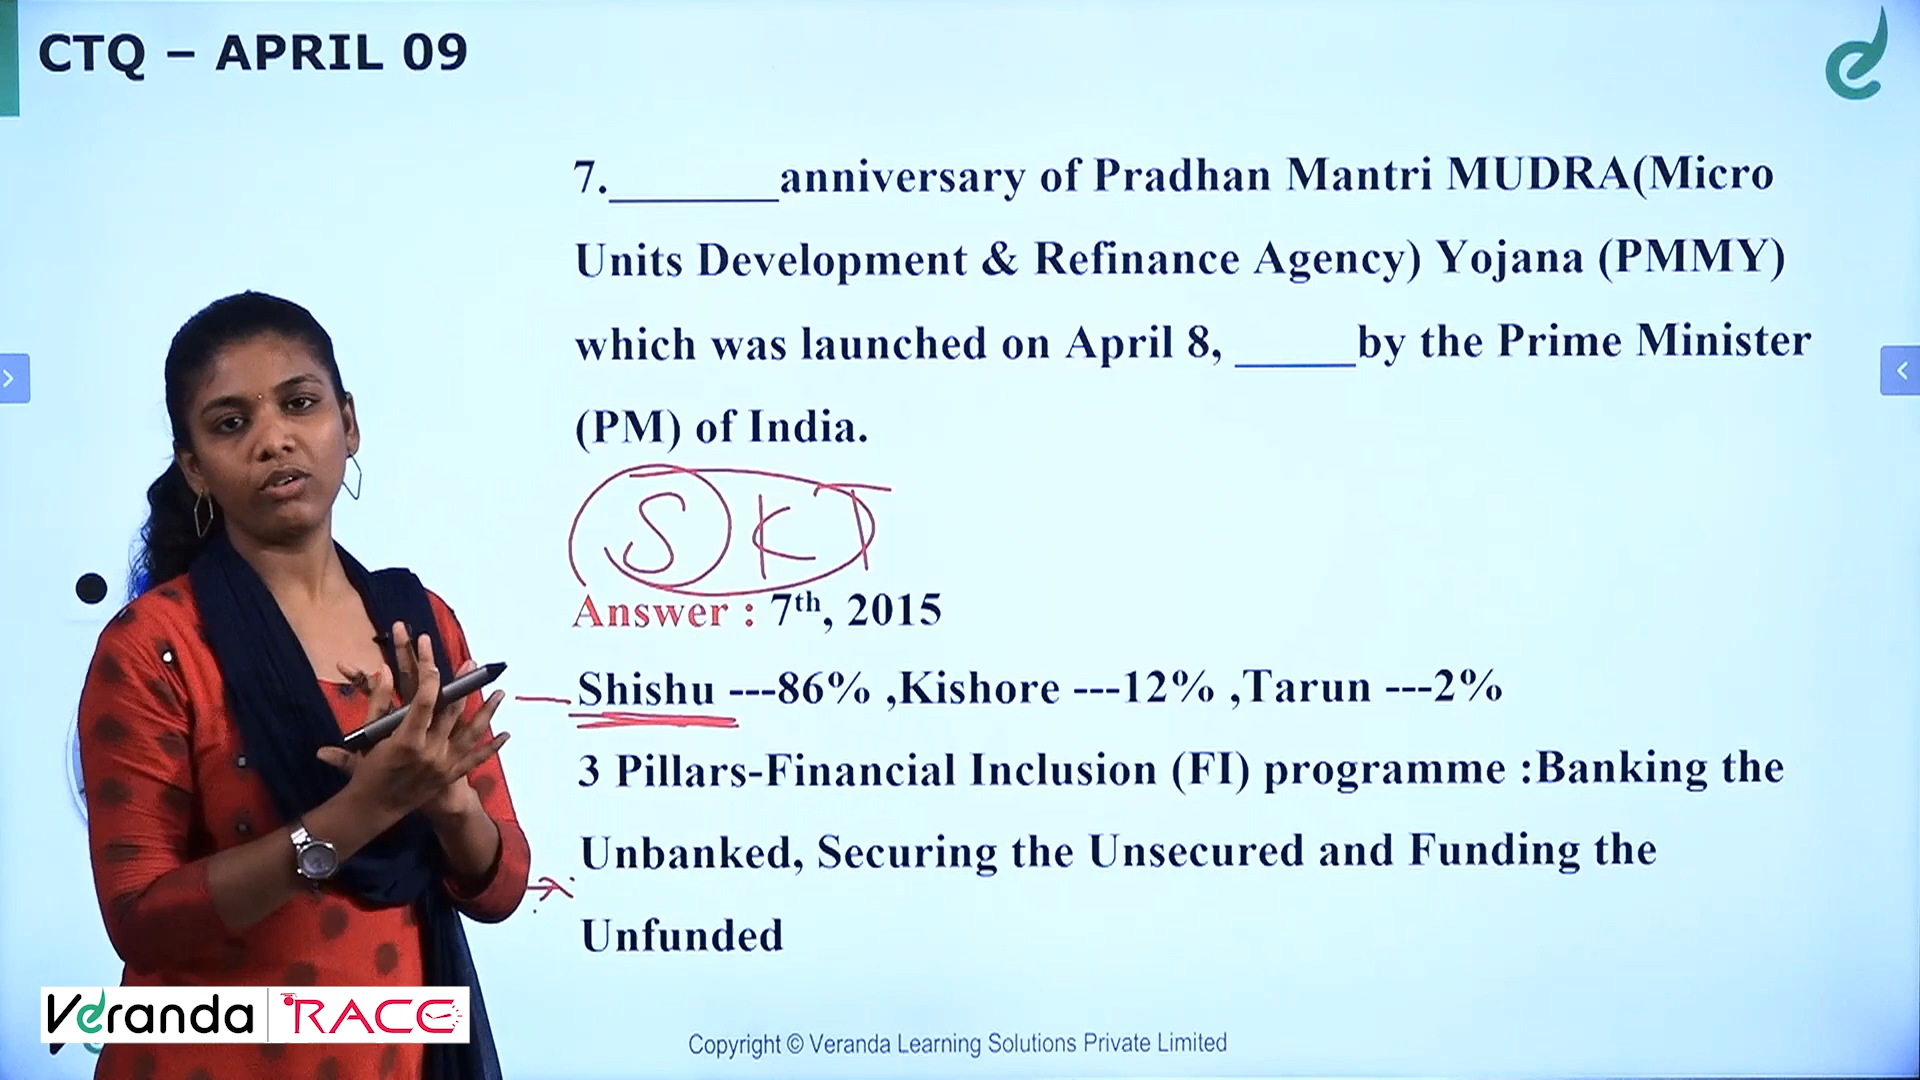 CTQ – APRIL 09
7._______anniversary of Pradhan Mantri MUDRA(Micro
Units Development & Refinance Agency) Yojana (PMMY)
which was launched on April 8, _____by the Prime Minister
(PM) of India.
S K T
Answer : 7th, 2015
Shishu ---86% ,Kishore ---12% ,Tarun ---2%
3 Pillars-Financial Inclusion (FI) programme :Banking the
Unbanked, Securing the Unsecured and Funding the
Unfunded
Veranda RACE
Copyright © Veranda Learning Solutions Private Limited